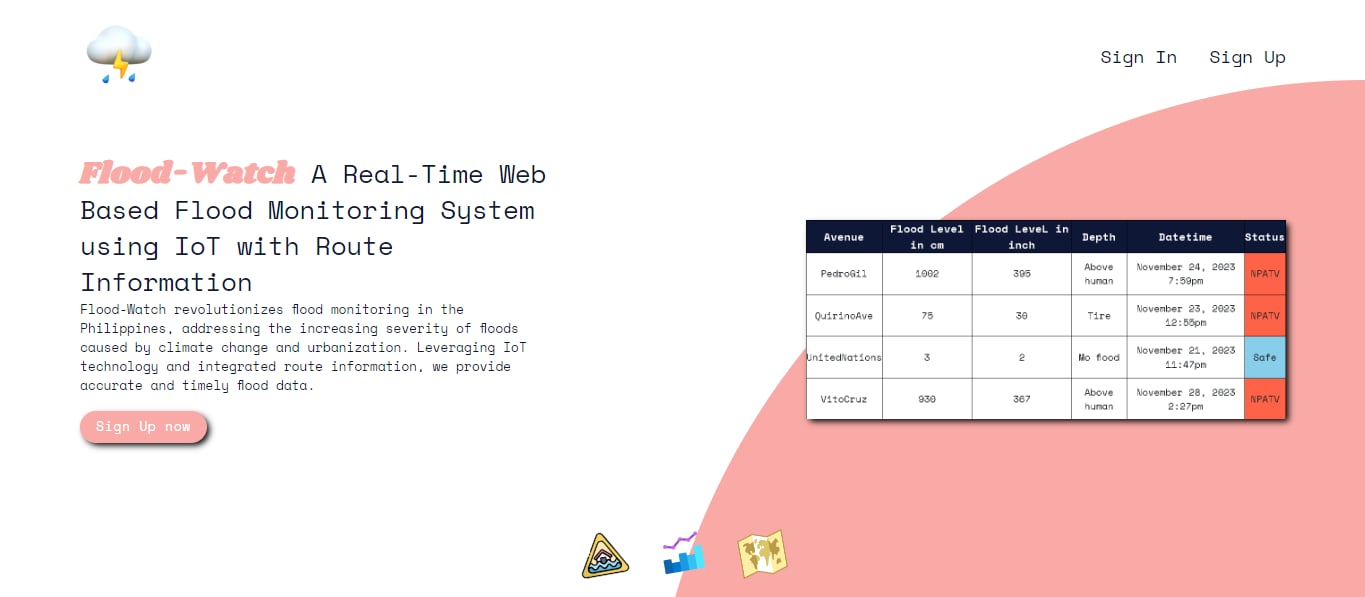 Sign In Sign Up
Flood-Watch A Real-Time Web
Based Flood Monitoring System
using IoT with Route
Information
Flood-Watch revolutionizes flood monitoring in the
Philippines, addressing the increasing severity of floods
caused by climate change and urbanization. Leveraging IoT
technology and integrated route information, we provide
accurate and timely flood data.
Sign Up now
Avenue Flood Level in cm Flood LeveL in inch Depth Datetime Status
PedroGil 1002 395 Above human November 24, 2023 7:59pm NPATV
QuirinoAve 75 30 Tire November 23, 2023 12:55pm NPATV
UnitedNations 3 2 No flood November 21, 2023 11:47pm Safe
VitoCruz 930 367 Above human November 28, 2023 2:27pm NPATV